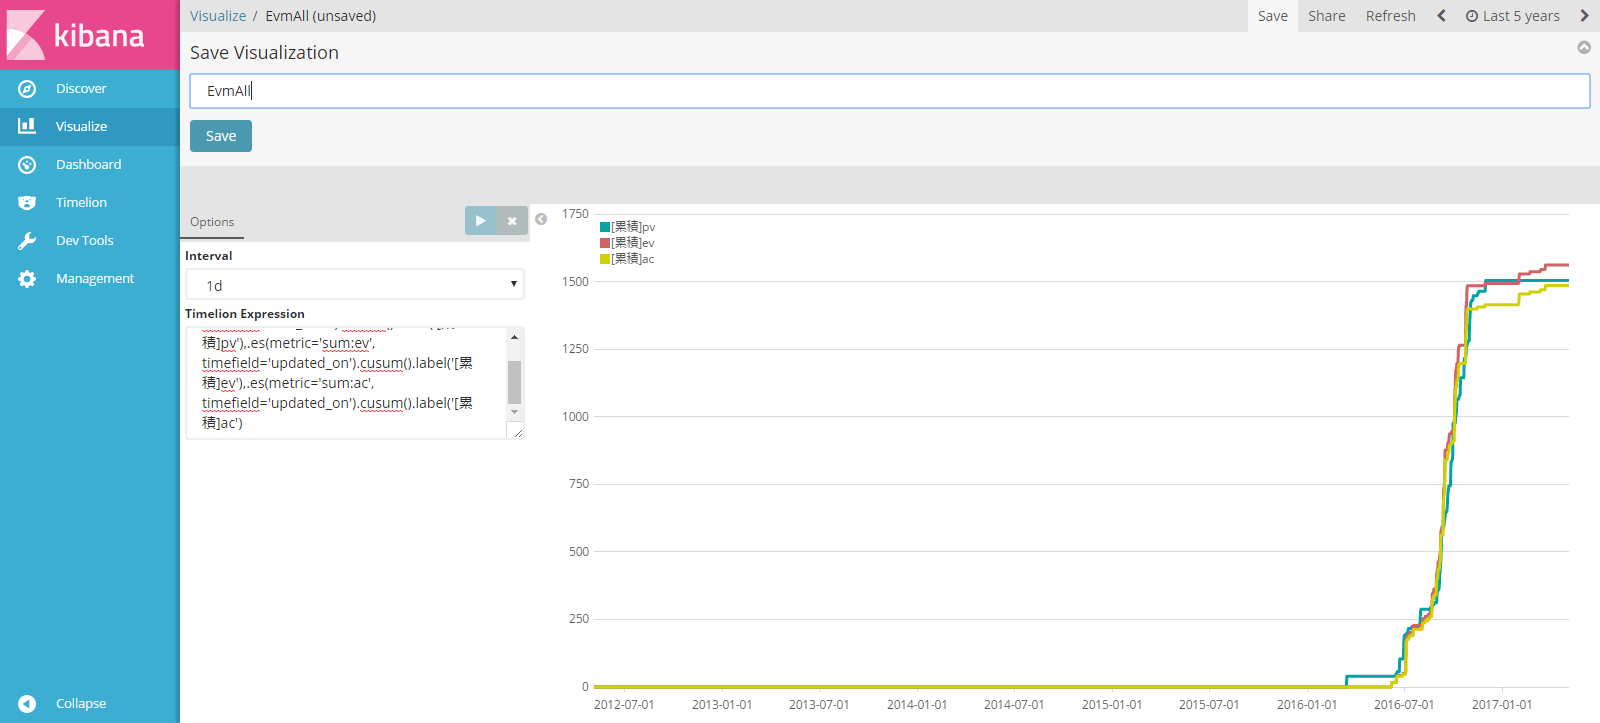 kibana
Discover
Visualize
Dashboard
Timelion
Dev Tools
Management
Collapse
Visualize / EvmAll (unsaved)
Save Share Refresh Last 5 years
Save Visualization
EvmAll
Save
Options
Interval
1d
Timelion Expression
積]pv'),.es(metric='sum:ev',
timefield='updated_on').cusum().label('[累
積]ev'),.es(metric='sum:ac',
timefield='updated_on').cusum().label('[累
積]ac')
1750
1500
1250
1000
750
500
250
0
[累積]pv
[累積]ev
[累積]ac
2012-07-01 2013-01-01 2013-07-01 2014-01-01 2014-07-01 2015-01-01 2015-07-01 2016-01-01 2016-07-01 2017-01-01